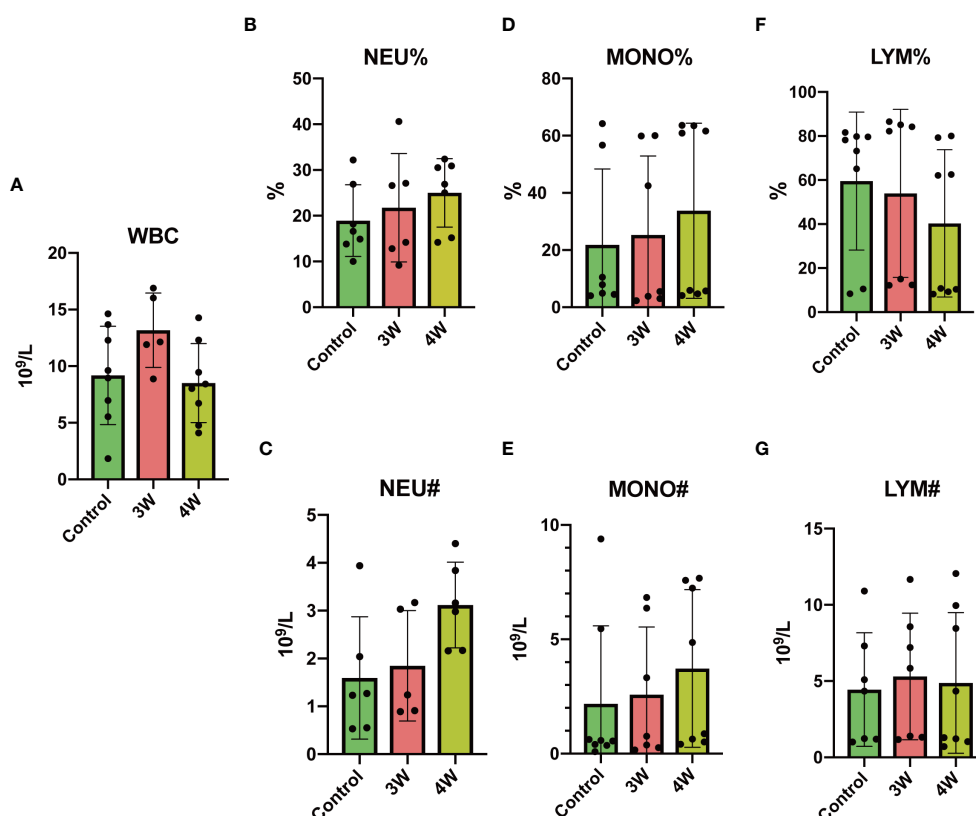 A
WBC
10⁹/L
20
15
10
5
0
Control
3W
4W
B
NEU%
%
50
40
30
20
10
0
Control
3W
4W
C
NEU#
10⁹/L
5
4
3
2
1
0
Control
3W
4W
D
MONO%
%
80
60
40
20
0
Control
3W
4W
E
MONO#
10⁹/L
10
5
0
Control
3W
4W
F
LYM%
%
100
80
60
40
20
0
Control
3W
4W
G
LYM#
10⁹/L
15
10
5
0
Control
3W
4W